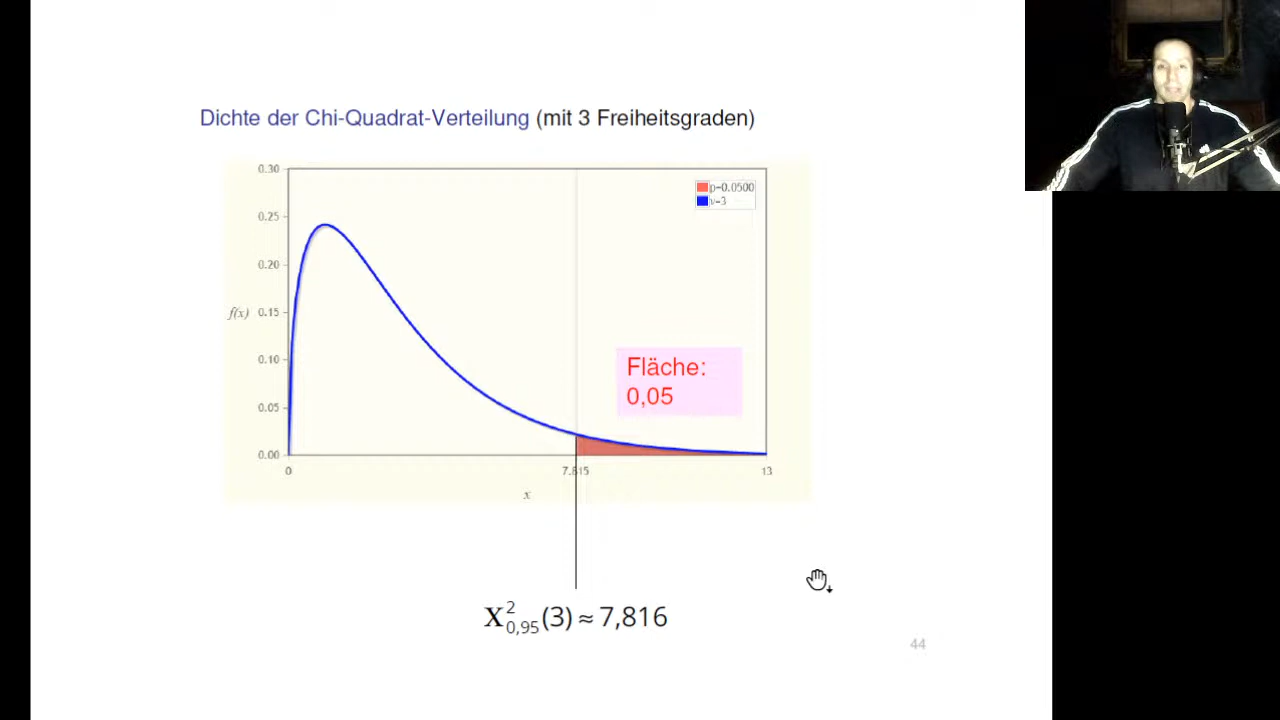 Dichte der Chi-Quadrat-Verteilung (mit 3 Freiheitsgraden)
0.30
p=0.0500
ν=3
0.25
0.20
f(x) 0.15
0.10
Fläche:
0,05
0.05
0.00
0 7.815 13
x
X²0,95(3) ≈ 7,816
44